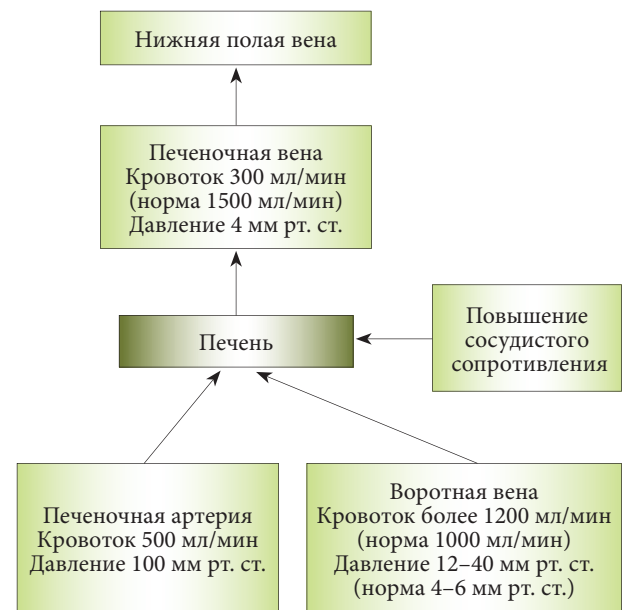 Нижняя полая вена
Печеночная вена
Кровоток 300 мл/мин
(норма 1500 мл/мин)
Давление 4 мм рт. ст.
Печень
Повышение
сосудистого
сопротивления
Печеночная артерия
Кровоток 500 мл/мин
Давление 100 мм рт. ст.
Воротная вена
Кровоток более 1200 мл/мин
(норма 1000 мл/мин)
Давление 12–40 мм рт. ст.
(норма 4–6 мм рт. ст.)